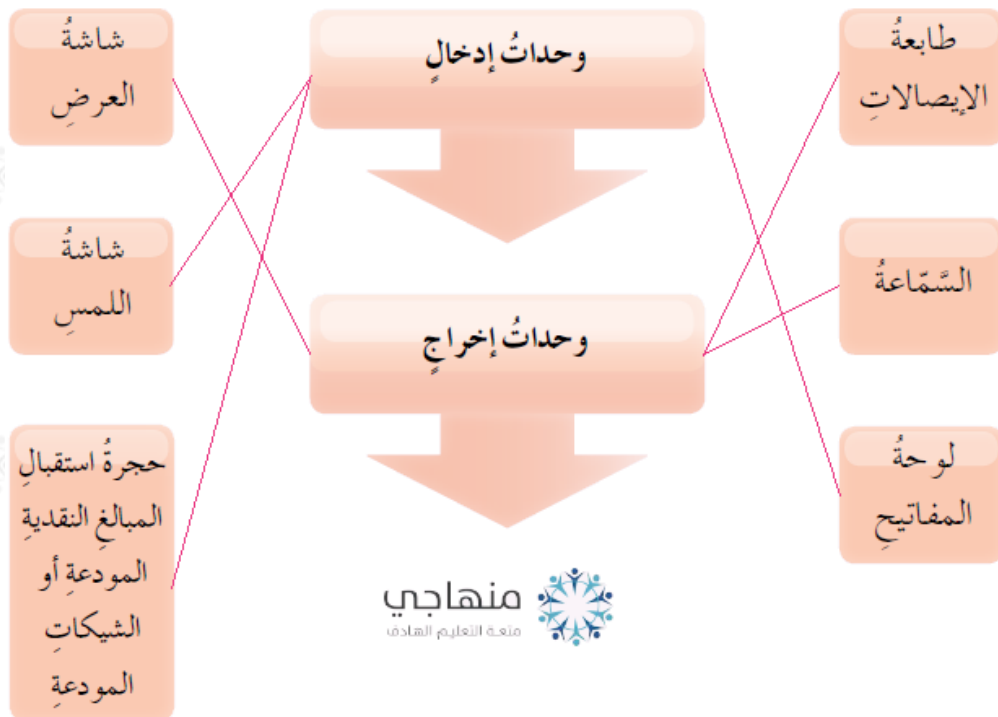 طابعةُ
الإيصالاتِ
السَّمّاعةُ
لوحةُ
المفاتيحِ
وحداتُ إدخالٍ
وحداتُ إخراجٍ
شاشةُ
العرضِ
شاشةُ
اللمسِ
حجرةُ استقبالِ
المبالغِ النقديةِ
المودعةِ أو
الشيكاتِ
المودعةِ
منهاجي
متعة التعليم الهادف